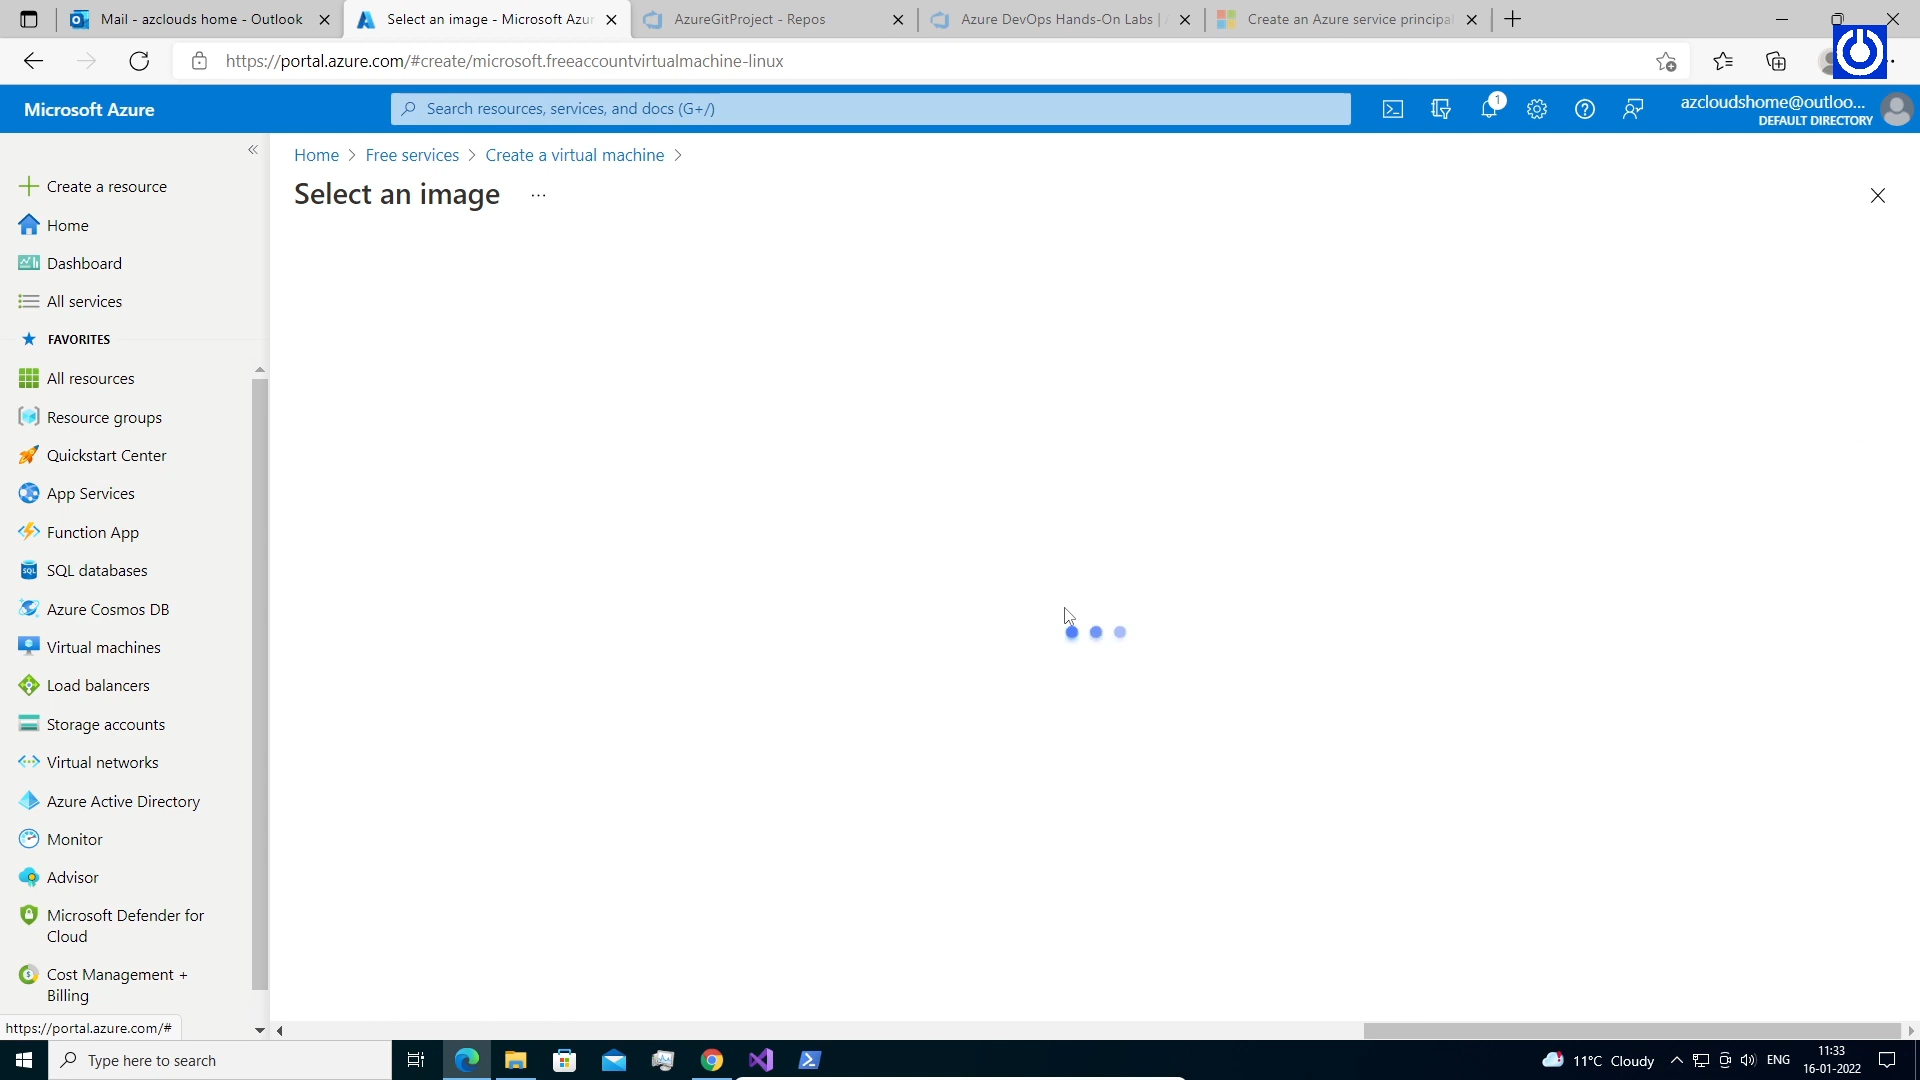 Mail - azclouds home - Outlook
Select an image - Microsoft Azur
AzureGitProject - Repos
Azure DevOps Hands-On Labs |
Create an Azure service principal
https://portal.azure.com/#create/microsoft.freeaccountvirtualmachine-linux
Microsoft Azure
Search resources, services, and docs (G+/)
1
azcloudshome@outloo...
DEFAULT DIRECTORY
Home > Free services > Create a virtual machine >
Select an image ...
Create a resource
Home
Dashboard
All services
FAVORITES
All resources
Resource groups
Quickstart Center
App Services
Function App
SQL
SQL databases
Azure Cosmos DB
Virtual machines
Load balancers
Storage accounts
Virtual networks
Azure Active Directory
Monitor
Advisor
Microsoft Defender for
Cloud
Cost Management +
Billing
https://portal.azure.com/#
Type here to search
11°C Cloudy
ENG
11:33
16-01-2022